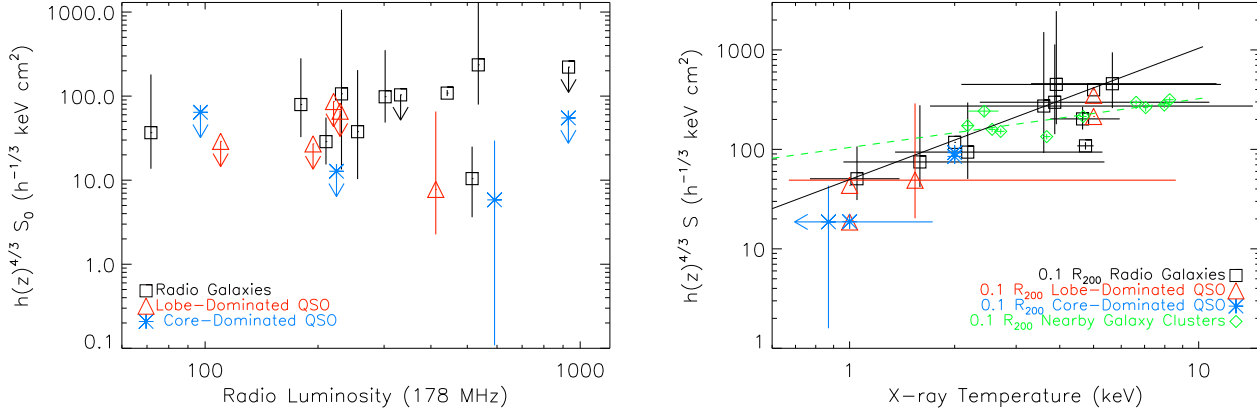 1000.0
100.0
10.0
1.0
0.1
h(z)^{4/3} S_0 (h^{-1/3} keV cm^2)
Radio Galaxies
Lobe-Dominated QSO
Core-Dominated QSO
100
1000
Radio Luminosity (178 MHz)
1000
100
10
1
h(z)^{4/3} S (h^{-1/3} keV cm^2)
0.1 R_{200} Radio Galaxies
0.1 R_{200} Lobe-Dominated QSO
0.1 R_{200} Core-Dominated QSO
0.1 R_{200} Nearby Galaxy Clusters
1
10
X-ray Temperature (keV)